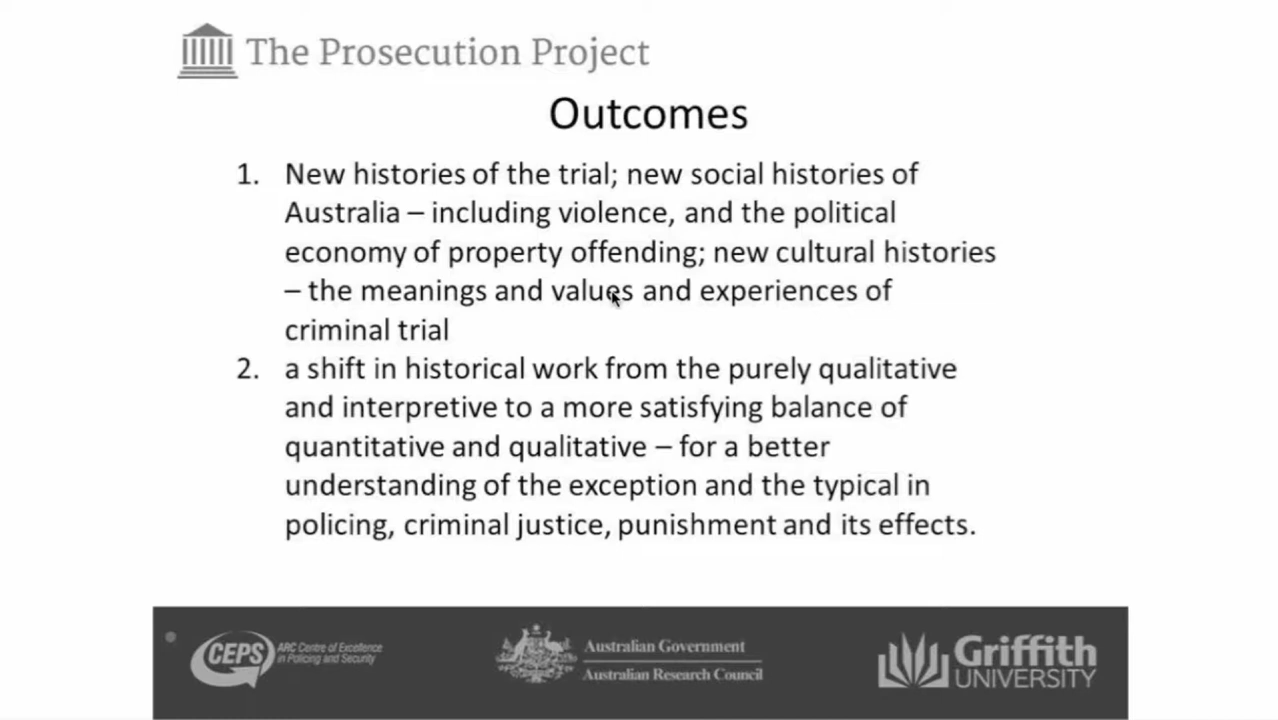 The Prosecution Project
Outcomes
1. New histories of the trial; new social histories of
Australia – including violence, and the political
economy of property offending; new cultural histories
– the meanings and values and experiences of
criminal trial
2. a shift in historical work from the purely qualitative
and interpretive to a more satisfying balance of
quantitative and qualitative – for a better
understanding of the exception and the typical in
policing, criminal justice, punishment and its effects.
CEPS
ARC Centre of Excellence
in Policing and Security
Australian Government
Australian Research Council
Griffith
UNIVERSITY